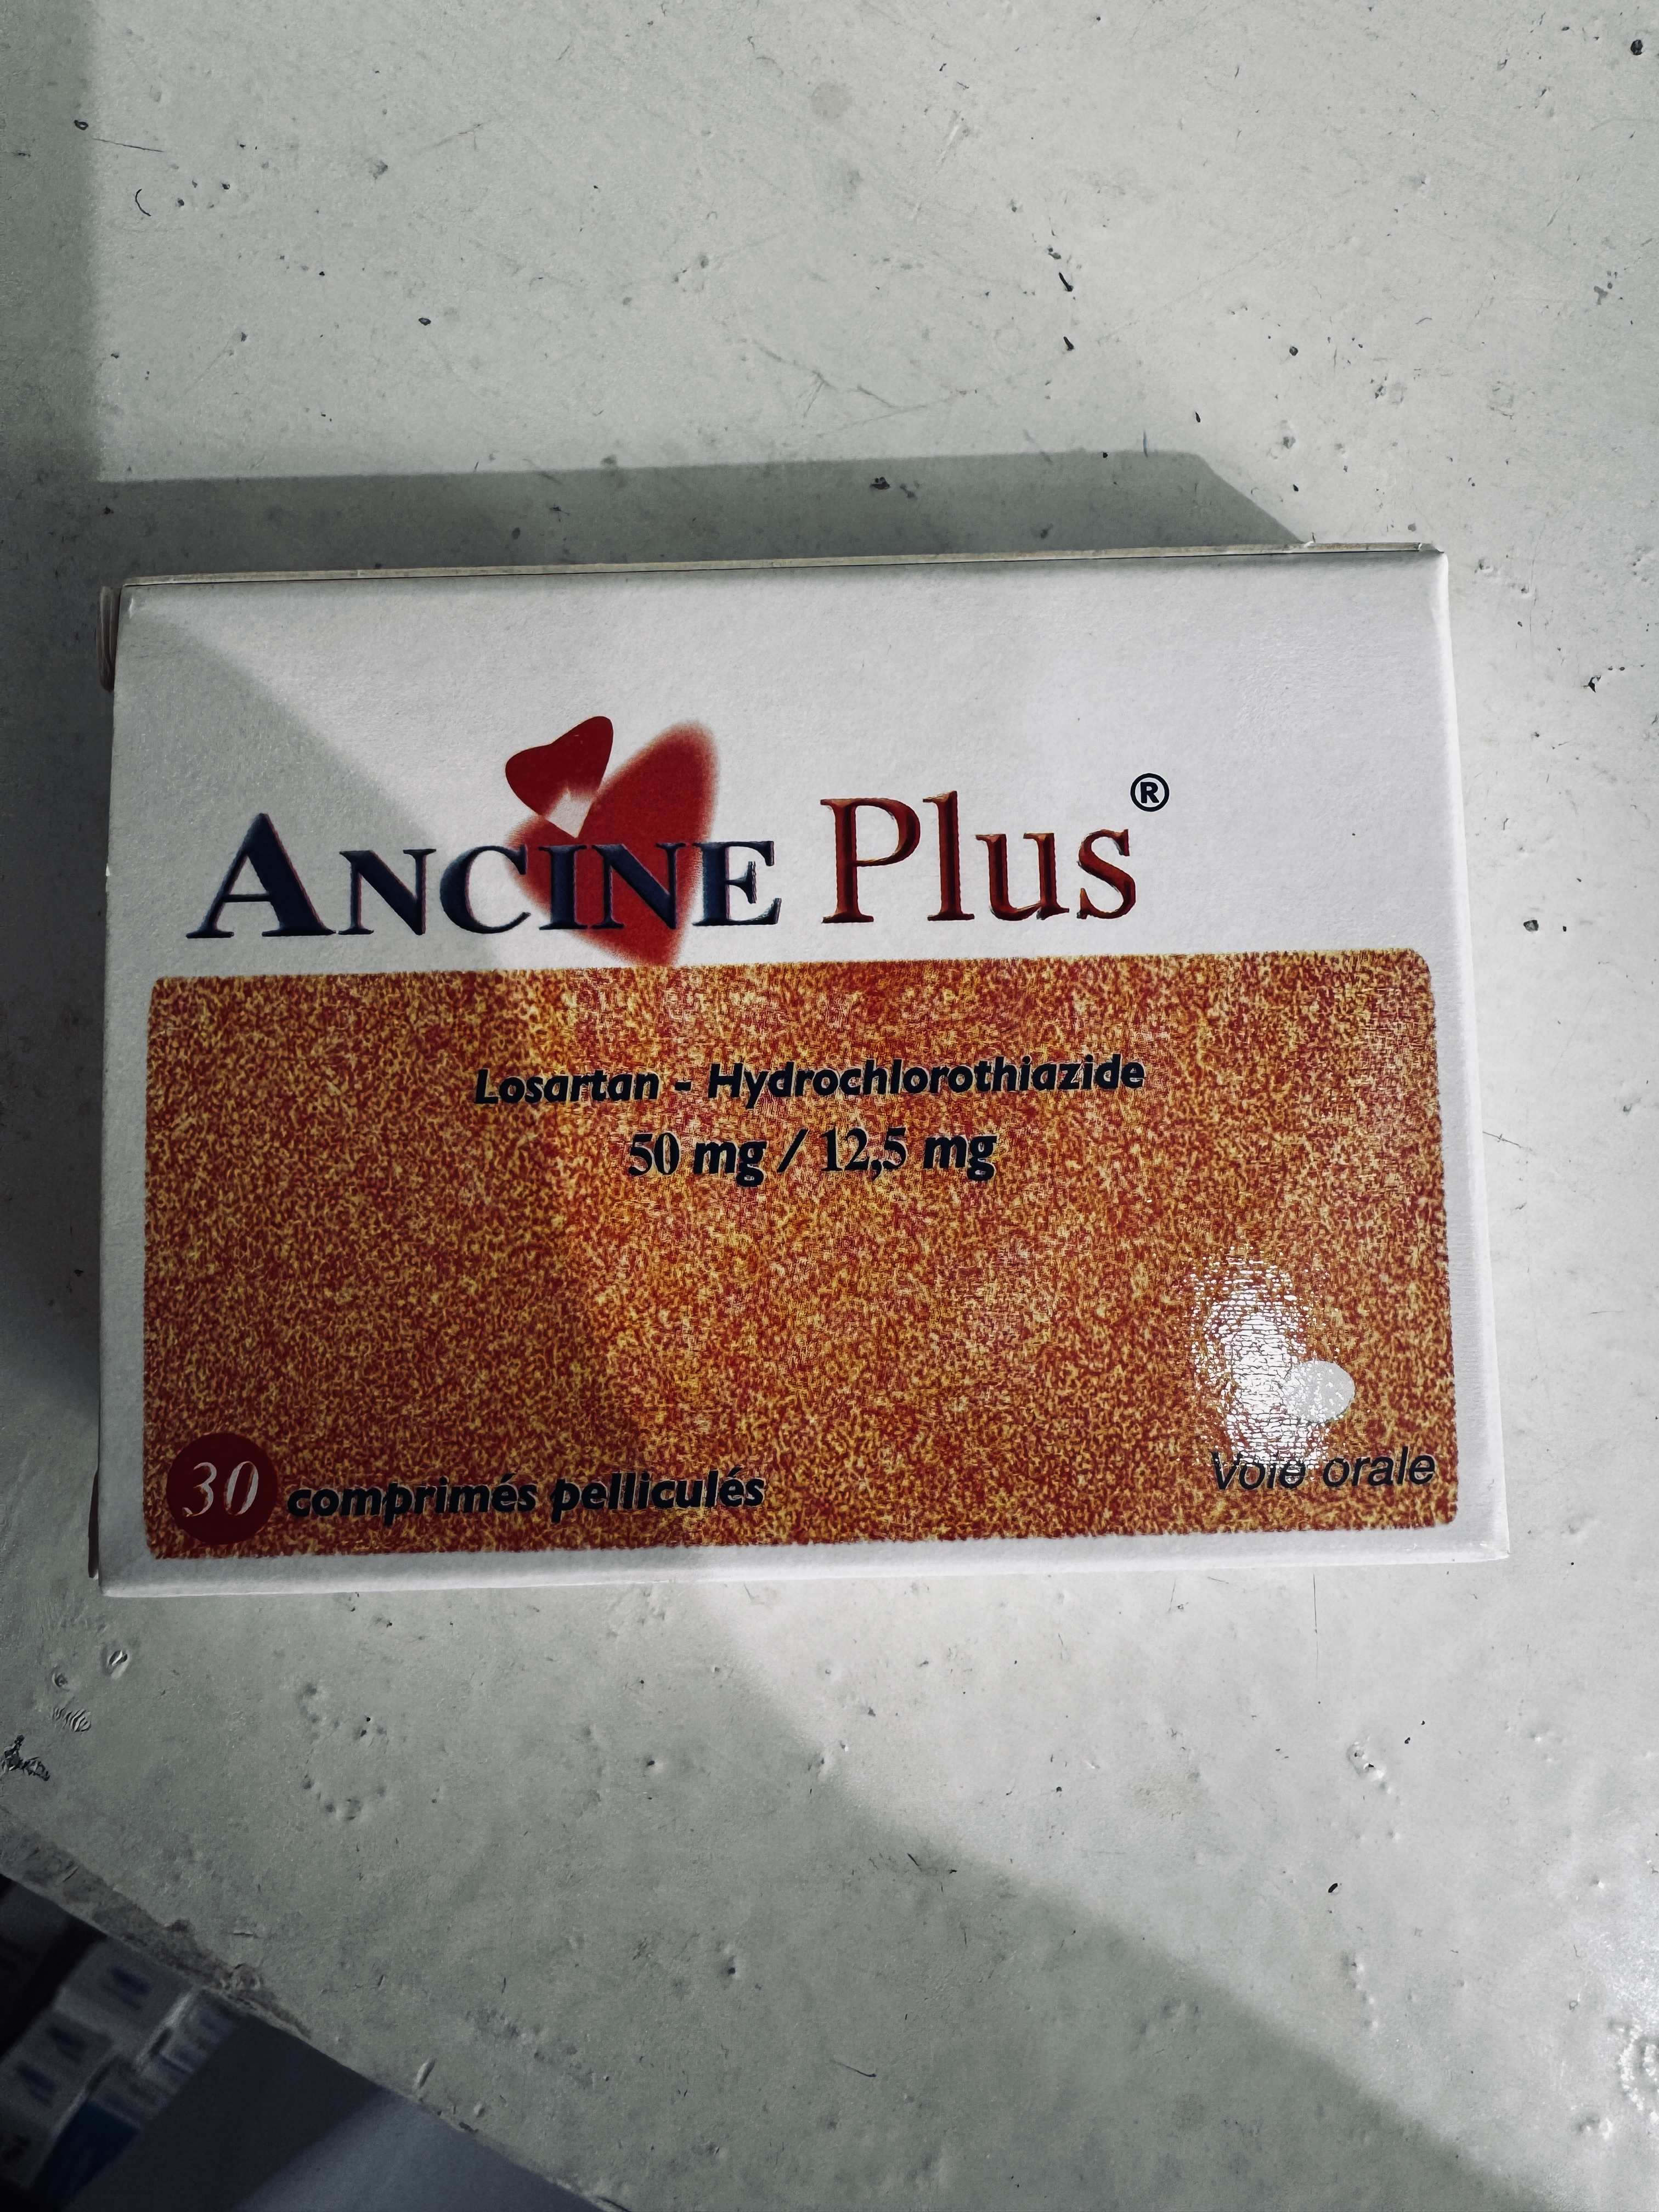 ANCINE Plus®
Losartan - Hydrochlorothiazide
50 mg / 12,5 mg
30 comprimés pelliculés
Voie orale